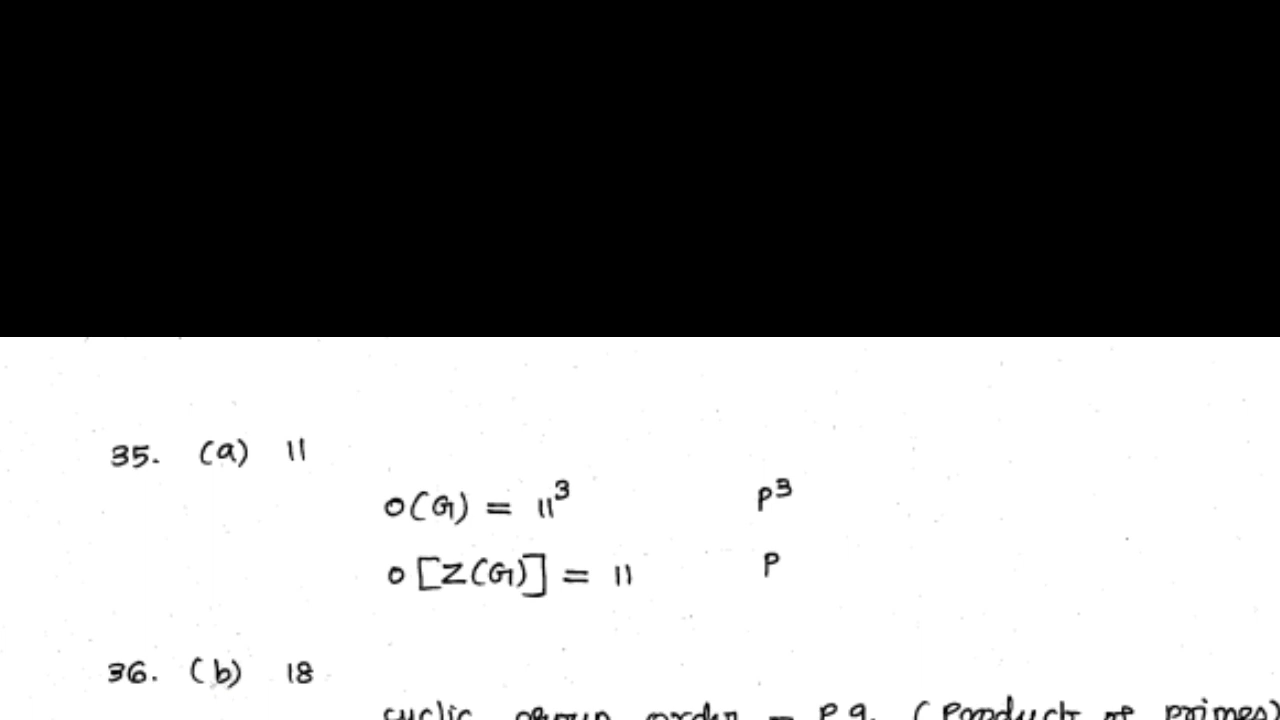 35. (a) 11
O(G) = 11³ p³
O[Z(G)] = 11 p
36. (b) 18
cyclic group order = p q. (Product of primes)